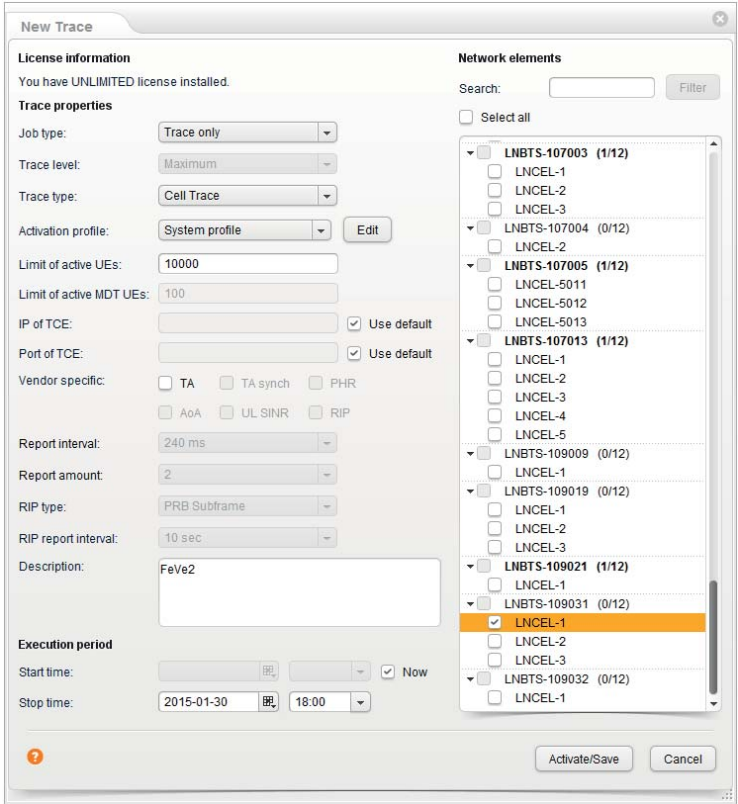 New Trace
License information
You have UNLIMITED license installed.
Trace properties
Job type: Trace only
Trace level: Maximum
Trace type: Cell Trace
Activation profile: System profile Edit
Limit of active UEs: 10000
Limit of active MDT UEs: 100
IP of TCE: Use default
Port of TCE: Use default
Vendor specific: TA TA synch PHR
AoA UL SINR RIP
Report interval: 240 ms
Report amount: 2
RIP type: PRB Subframe
RIP report interval: 10 sec
Description: FeVe2
Execution period
Start time: Now
Stop time: 2015-01-30 18:00
Network elements
Search: Filter
Select all
LNBTS-107003 (1/12)
LNCEL-1
LNCEL-2
LNCEL-3
LNBTS-107004 (0/12)
LNCEL-2
LNBTS-107005 (1/12)
LNCEL-5011
LNCEL-5012
LNCEL-5013
LNBTS-107013 (1/12)
LNCEL-1
LNCEL-2
LNCEL-3
LNCEL-4
LNCEL-5
LNBTS-109009 (0/12)
LNCEL-1
LNBTS-109019 (0/12)
LNCEL-1
LNCEL-2
LNCEL-3
LNBTS-109021 (1/12)
LNCEL-1
LNBTS-109031 (0/12)
LNCEL-1
LNCEL-2
LNCEL-3
LNBTS-109032 (0/12)
LNCEL-1
? Activate/Save Cancel